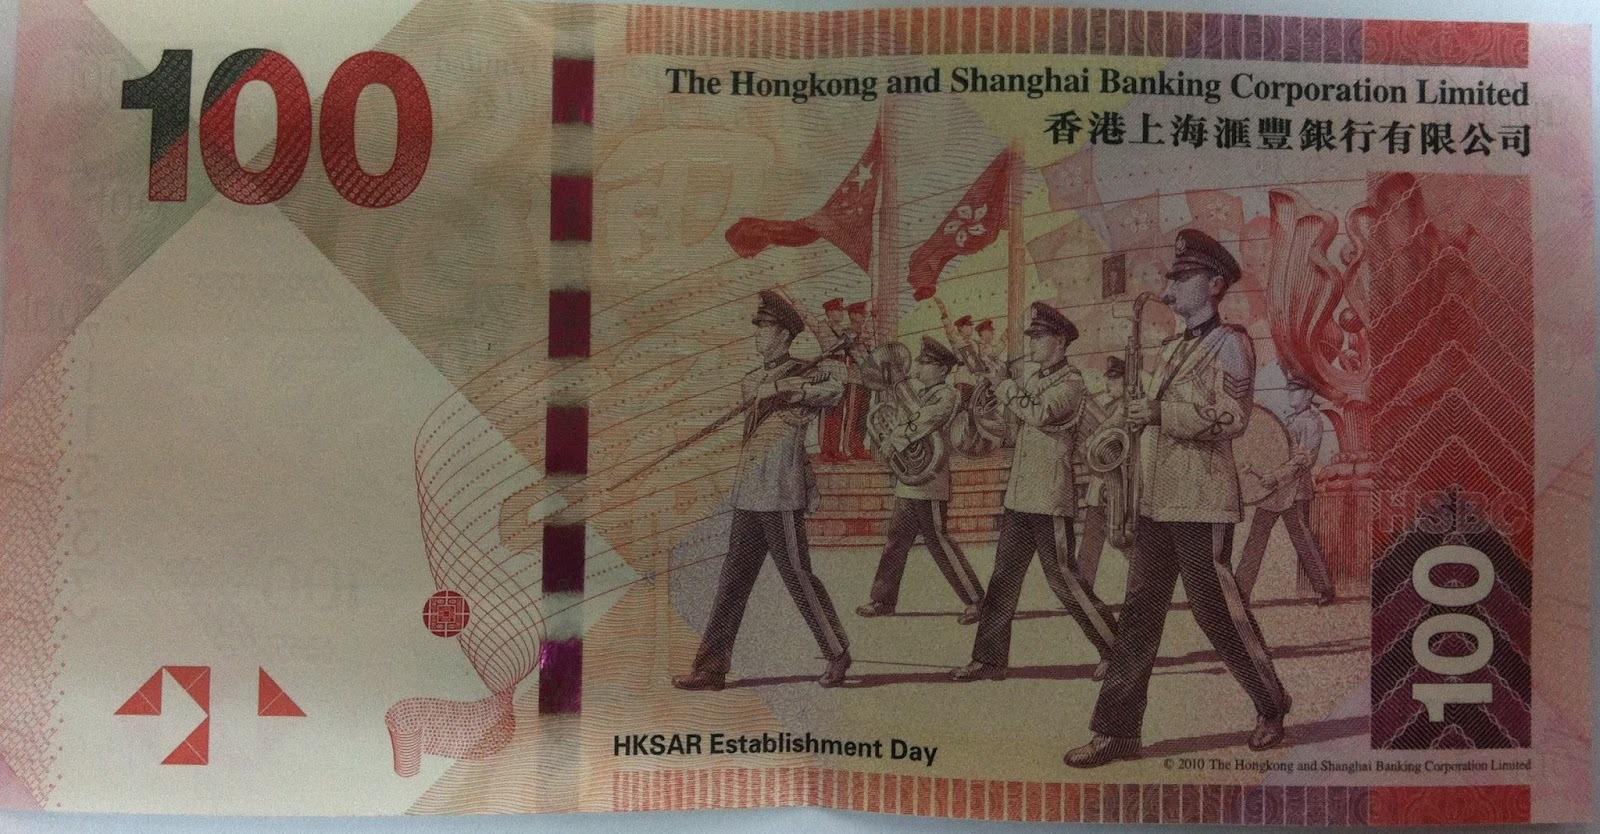 100
The Hongkong and Shanghai Banking Corporation Limited
香港上海滙豐銀行有限公司
HSBC
100
HKSAR Establishment Day
© 2010 The Hongkong and Shanghai Banking Corporation Limited